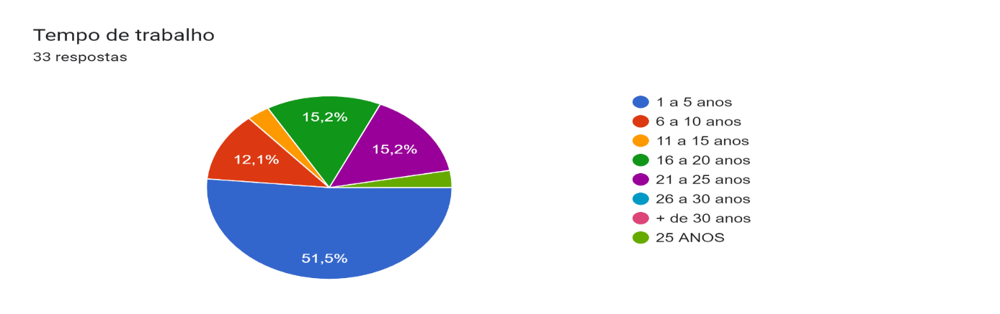 Tempo de trabalho
33 respostas
15,2%
15,2%
12,1%
51,5%
1 a 5 anos
6 a 10 anos
11 a 15 anos
16 a 20 anos
21 a 25 anos
26 a 30 anos
+ de 30 anos
25 ANOS